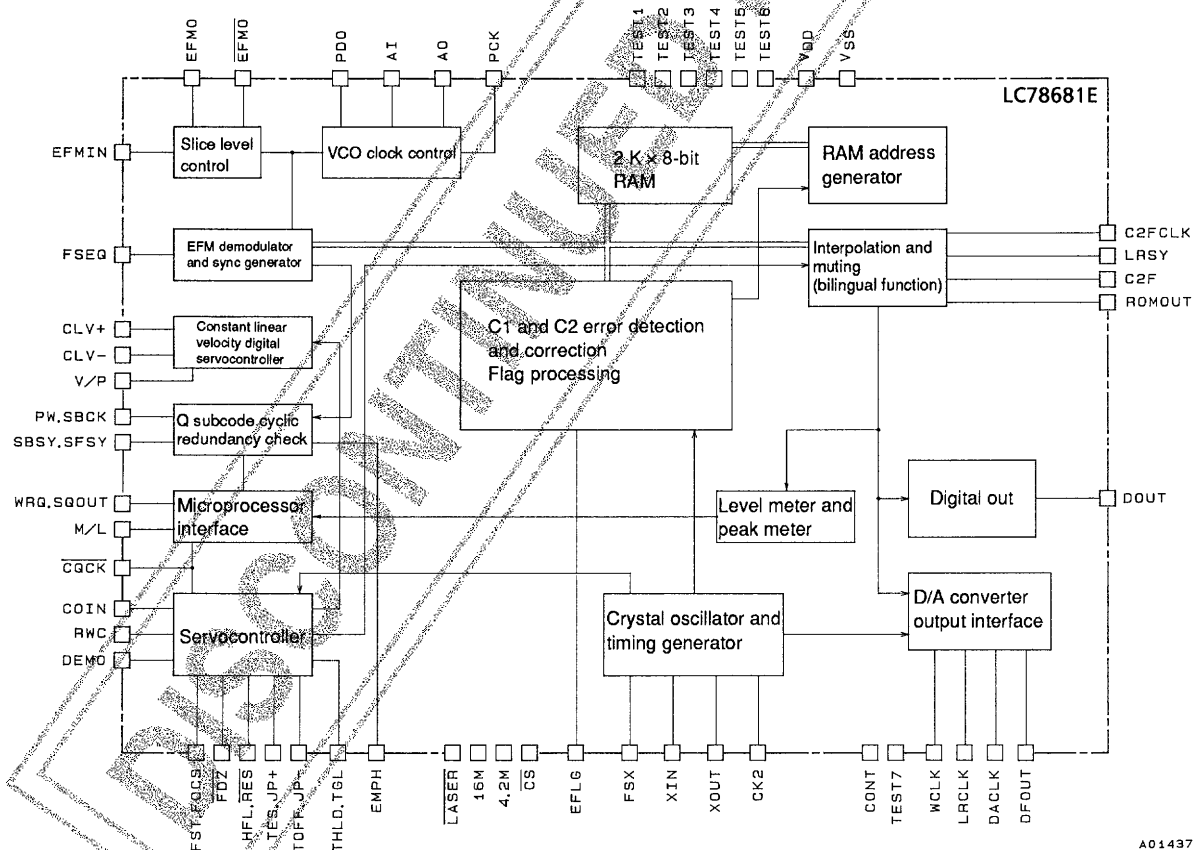 EFMO
EFMO
PDO
AI
AO
PCK
TEST1
TEST2
TEST3
TEST4
TEST5
TEST6
VDD
VSS
LC78681E
EFMIN
Slice level
control
VCO clock control
2 K × 8-bit
RAM
RAM address
generator
FSEQ
EFM demodulator
and sync generator
Interpolation and
muting
(bilingual function)
C2FCLK
LRSY
C2F
ROMOUT
CLV+
CLV-
V/P
Constant linear
velocity digital
servocontroller
C1 and C2 error detection
and correction
Flag processing
PW.SBCK
SBSY.SFSY
Q subcode cyclic
redundancy check
WRQ.SQOUT
M/L
Microprocessor
interface
Level meter and
peak meter
Digital out
DOUT
CQCK
COIN
RWC
DEMO
Servocontroller
Crystal oscillator and
timing generator
D/A converter
output interface
FST.FOCS
FDZ
HFL.RES
TES.JP+
TOFF.JP-
THLD.TGL
EMPH
LASER
16M
4.2M
CS
EFLG
FSX
XIN
XOUT
CK2
CONT
TEST7
WCLK
LRCLK
DACLK
DFOUT
A01437
DISCONTINUED